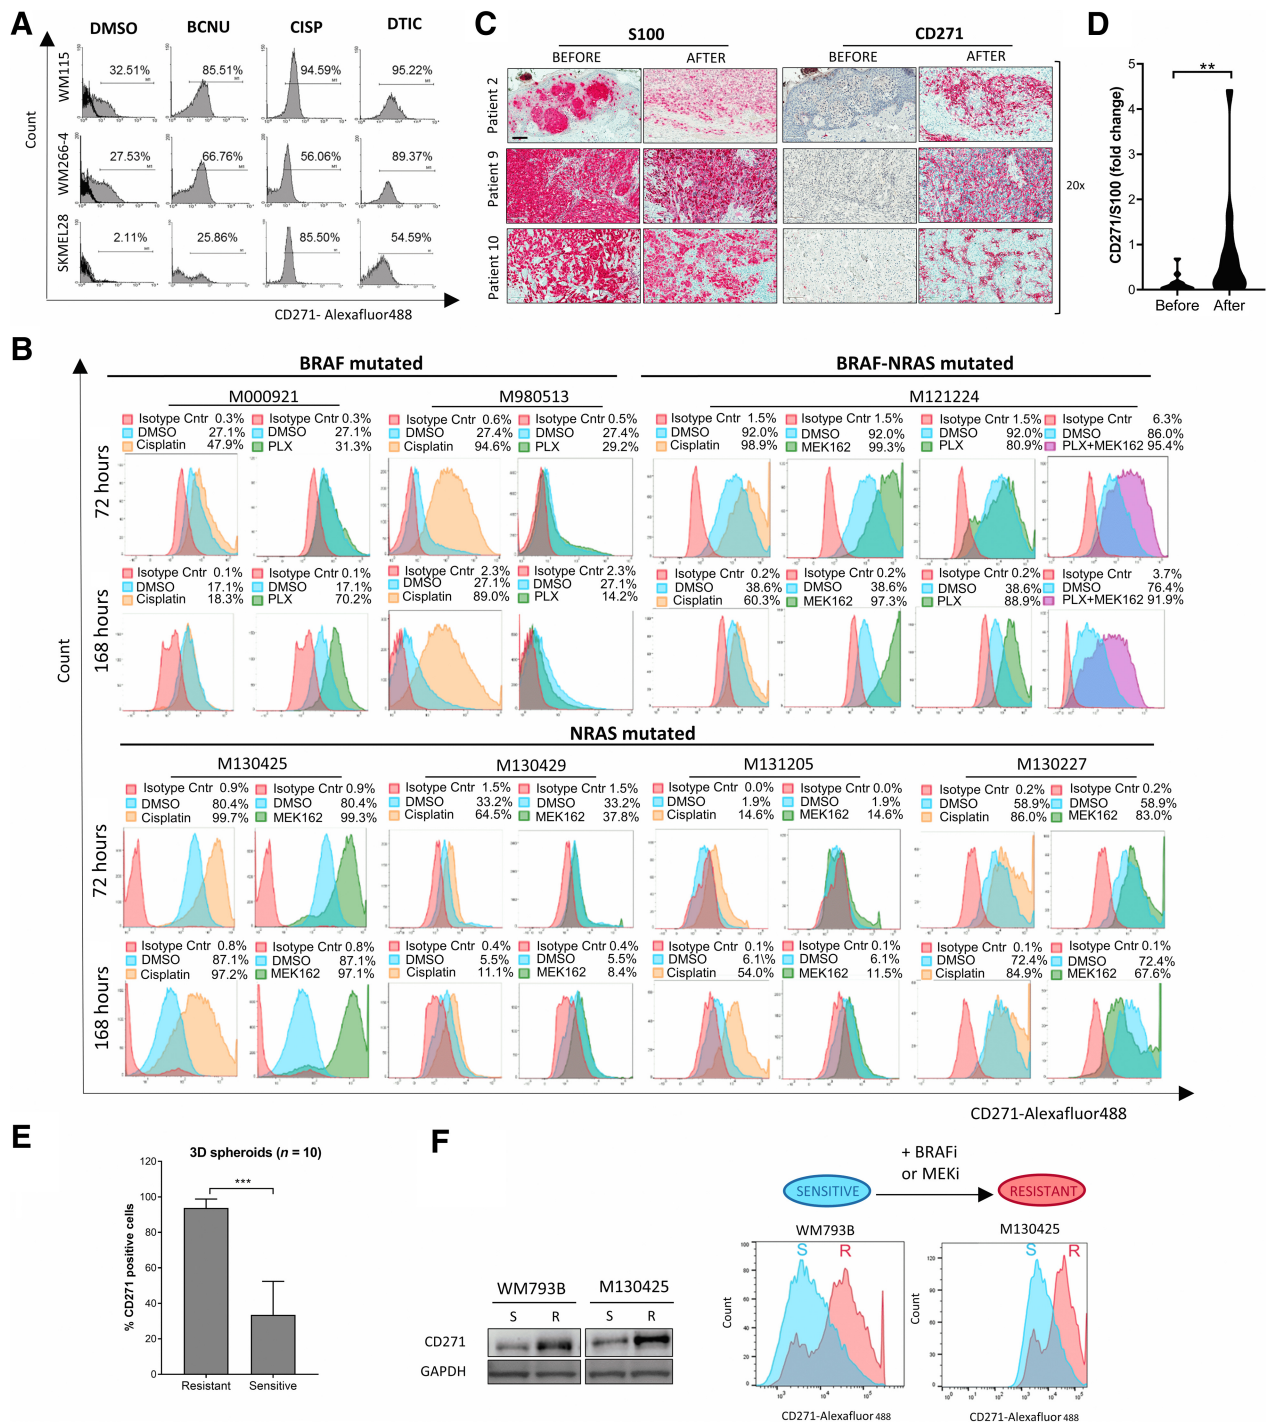 A
DMSO BCNU CISP DTIC
WM115
32.51% 85.51% 94.59% 95.22%
WM266-4
27.53% 66.76% 56.06% 89.37%
SKMEL28
2.11% 25.86% 85.50% 54.59%
Count
CD271- Alexafluor488
C
S100 CD271
BEFORE AFTER BEFORE AFTER
Patient 2
Patient 9
Patient 10
20x
D
CD271/S100 (fold change)
5
4
3
2
1
0
**
Before After
B
BRAF mutated BRAF-NRAS mutated
M000921 M980513 M121224
72 hours
Isotype Cntr 0.3% Isotype Cntr 0.3% Isotype Cntr 0.6% Isotype Cntr 0.5% Isotype Cntr 1.5% Isotype Cntr 1.5% Isotype Cntr 1.5% Isotype Cntr 6.3%
DMSO 27.1% DMSO 27.1% DMSO 27.4% DMSO 27.4% DMSO 92.0% DMSO 92.0% DMSO 92.0% DMSO 86.0%
Cisplatin 47.9% PLX 31.3% Cisplatin 94.6% PLX 29.2% Cisplatin 98.9% MEK162 99.3% PLX 80.9% PLX+MEK162 95.4%
168 hours
Isotype Cntr 0.1% Isotype Cntr 0.1% Isotype Cntr 2.3% Isotype Cntr 2.3% Isotype Cntr 0.2% Isotype Cntr 0.2% Isotype Cntr 0.2% Isotype Cntr 3.7%
DMSO 17.1% DMSO 17.1% DMSO 27.1% DMSO 27.1% DMSO 38.6% DMSO 38.6% DMSO 38.6% DMSO 76.4%
Cisplatin 18.3% PLX 70.2% Cisplatin 89.0% PLX 14.2% Cisplatin 60.3% MEK162 97.3% PLX 88.9% PLX+MEK162 91.9%
Count
NRAS mutated
M130425 M130429 M131205 M130227
72 hours
Isotype Cntr 0.9% Isotype Cntr 0.9% Isotype Cntr 1.5% Isotype Cntr 1.5% Isotype Cntr 0.0% Isotype Cntr 0.0% Isotype Cntr 0.2% Isotype Cntr 0.2%
DMSO 80.4% DMSO 80.4% DMSO 33.2% DMSO 33.2% DMSO 1.9% DMSO 1.9% DMSO 58.9% DMSO 58.9%
Cisplatin 99.7% MEK162 99.3% Cisplatin 64.5% MEK162 37.8% Cisplatin 14.6% MEK162 14.6% Cisplatin 86.0% MEK162 83.0%
168 hours
Isotype Cntr 0.8% Isotype Cntr 0.8% Isotype Cntr 0.4% Isotype Cntr 0.4% Isotype Cntr 0.1% Isotype Cntr 0.1% Isotype Cntr 0.1% Isotype Cntr 0.1%
DMSO 87.1% DMSO 87.1% DMSO 5.5% DMSO 5.5% DMSO 6.1% DMSO 6.1% DMSO 72.4% DMSO 72.4%
Cisplatin 97.2% MEK162 97.1% Cisplatin 11.1% MEK162 8.4% Cisplatin 54.0% MEK162 11.5% Cisplatin 84.9% MEK162 67.6%
CD271-Alexafluor488
E
3D spheroids (n = 10)
% CD271 positive cells
120
100
80
60
40
20
0
***
Resistant Sensitive
F
WM793B M130425
S R S R
CD271
GAPDH
+ BRAFi
or MEKi
SENSITIVE RESISTANT
WM793B M130425
S R S R
Count Count
CD271-Alexafluor 488 CD271-Alexafluor 488